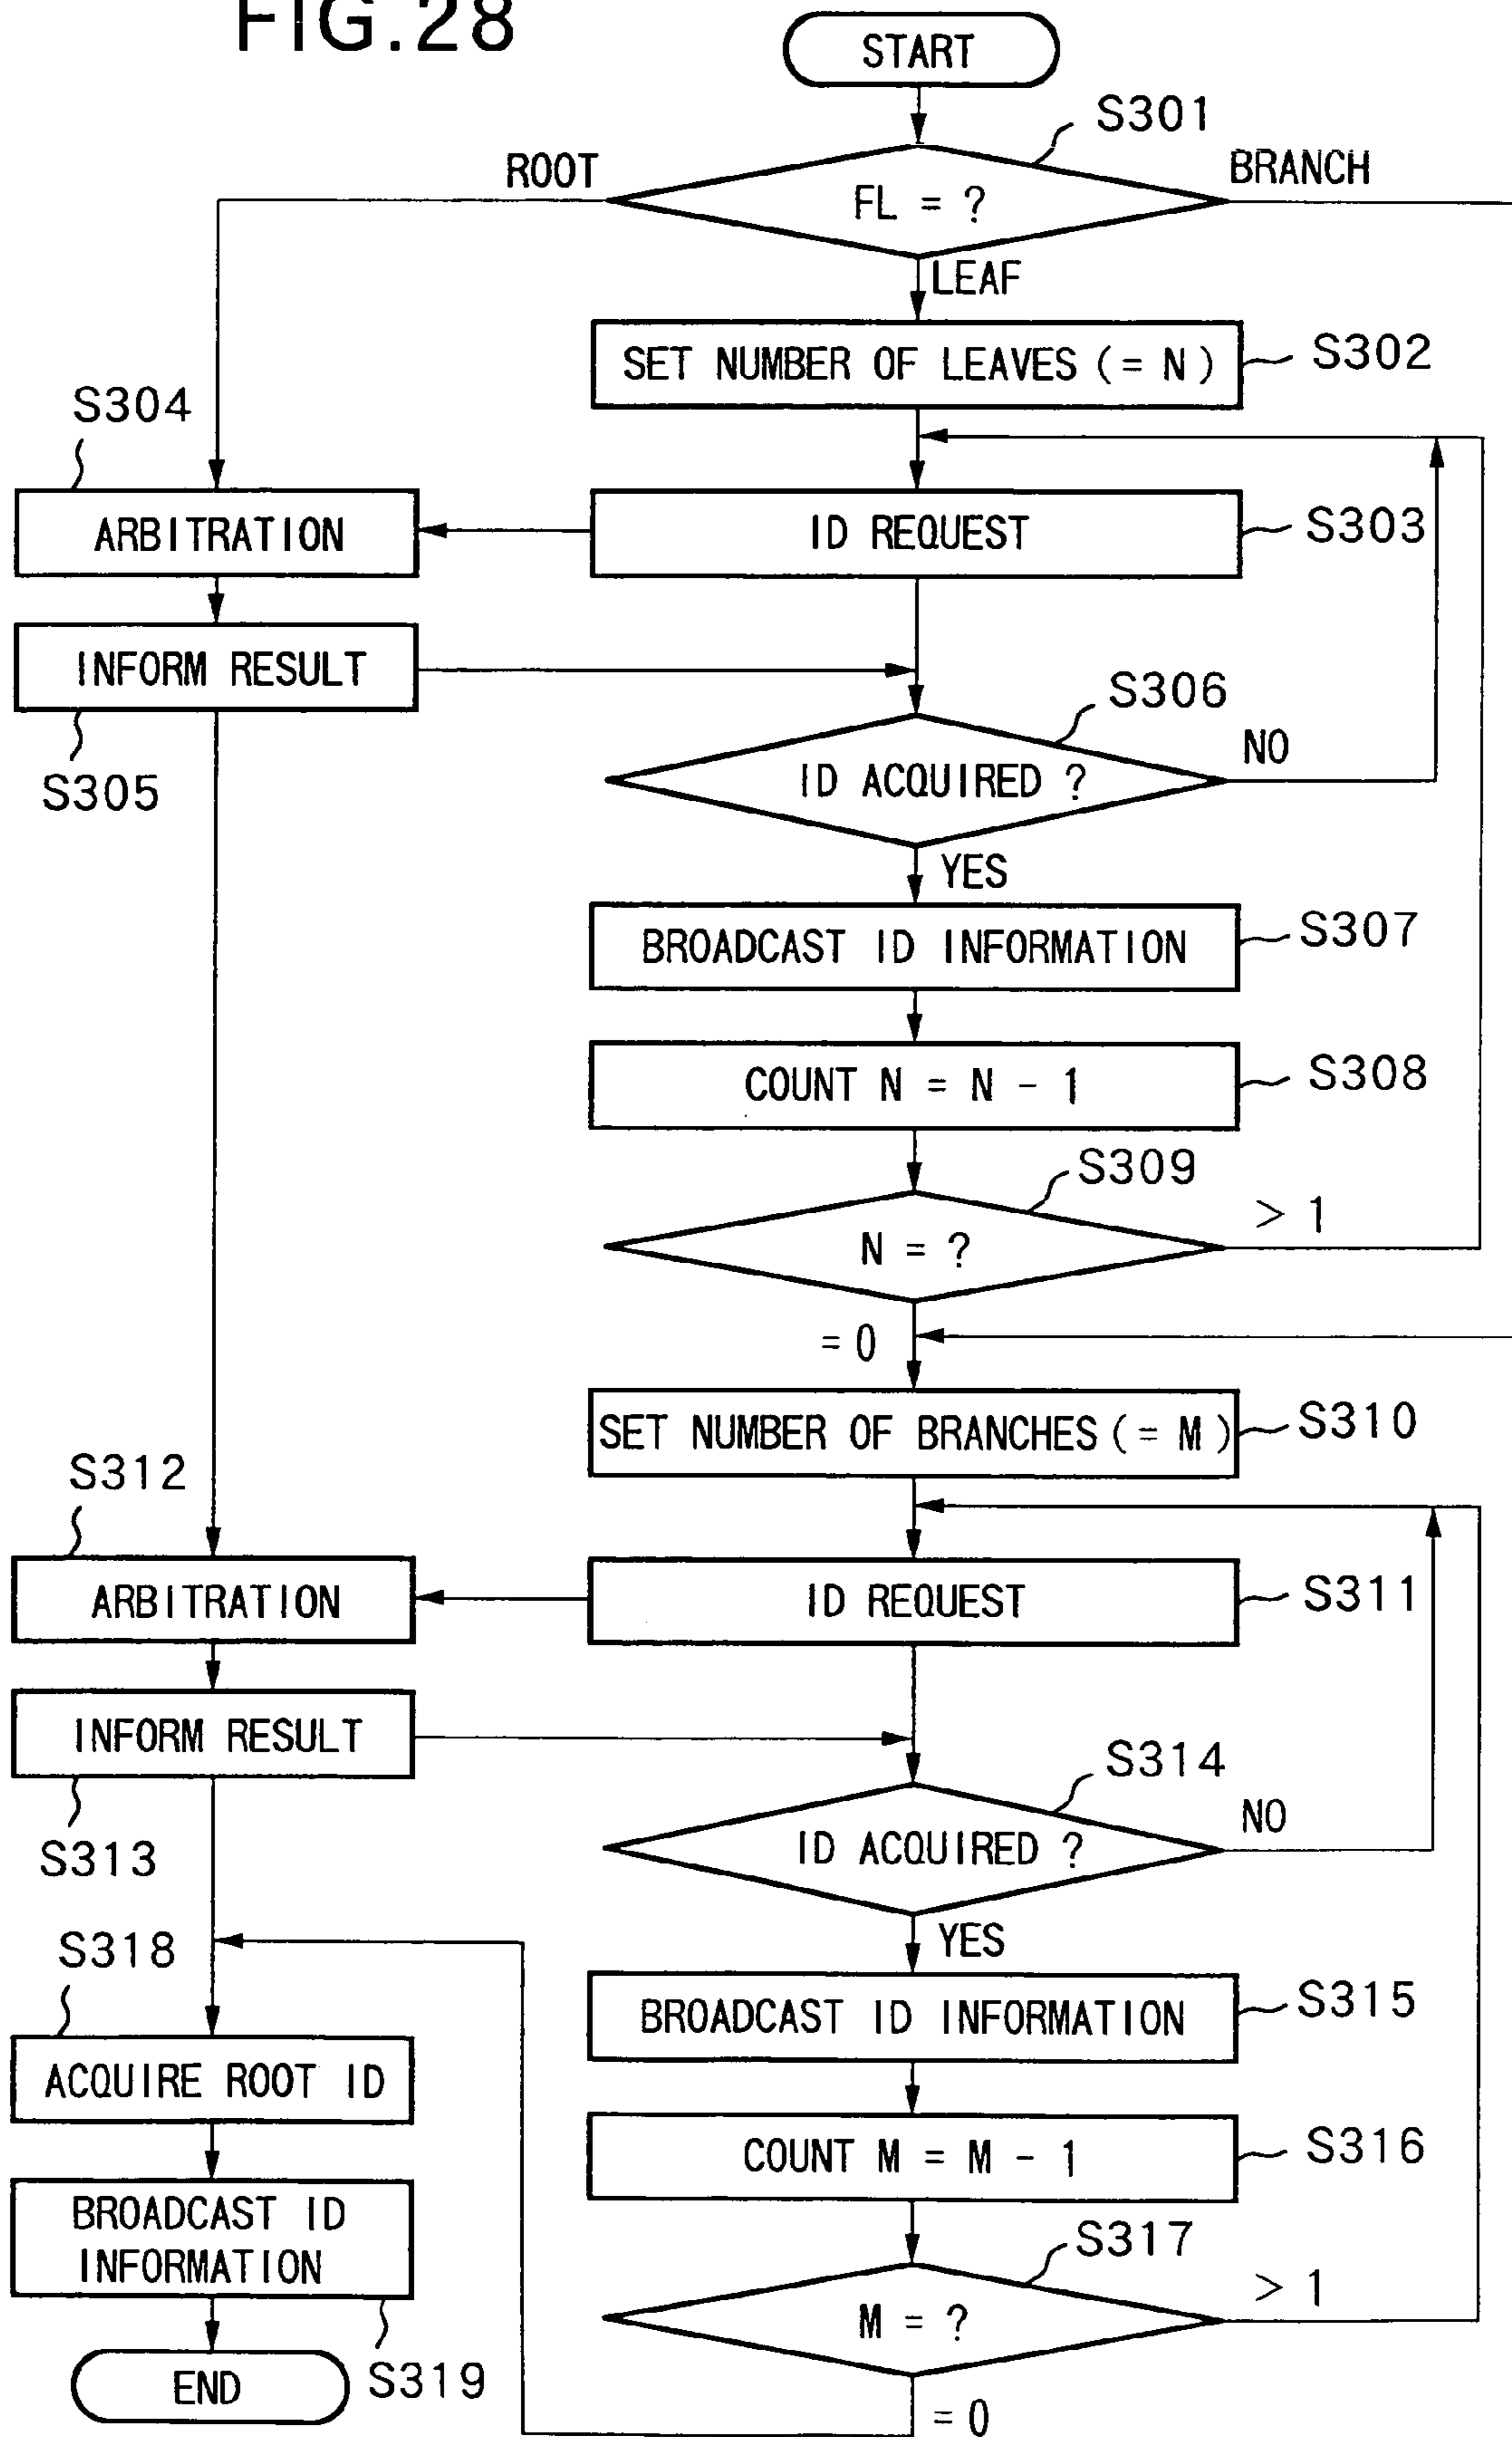 FIG.28
START
S301
ROOT
BRANCH
FL = ?
LEAF
SET NUMBER OF LEAVES (= N)
S302
S304
ARBITRATION
ID REQUEST
S303
INFORM RESULT
S305
S306
NO
ID ACQUIRED ?
YES
BROADCAST ID INFORMATION
S307
COUNT N = N - 1
S308
S309
> 1
N = ?
= 0
SET NUMBER OF BRANCHES (= M)
S310
S312
ARBITRATION
ID REQUEST
S311
INFORM RESULT
S313
S314
NO
ID ACQUIRED ?
YES
S318
BROADCAST ID INFORMATION
S315
ACQUIRE ROOT ID
COUNT M = M - 1
S316
BROADCAST ID
INFORMATION
S317
> 1
M = ?
END
S319
= 0